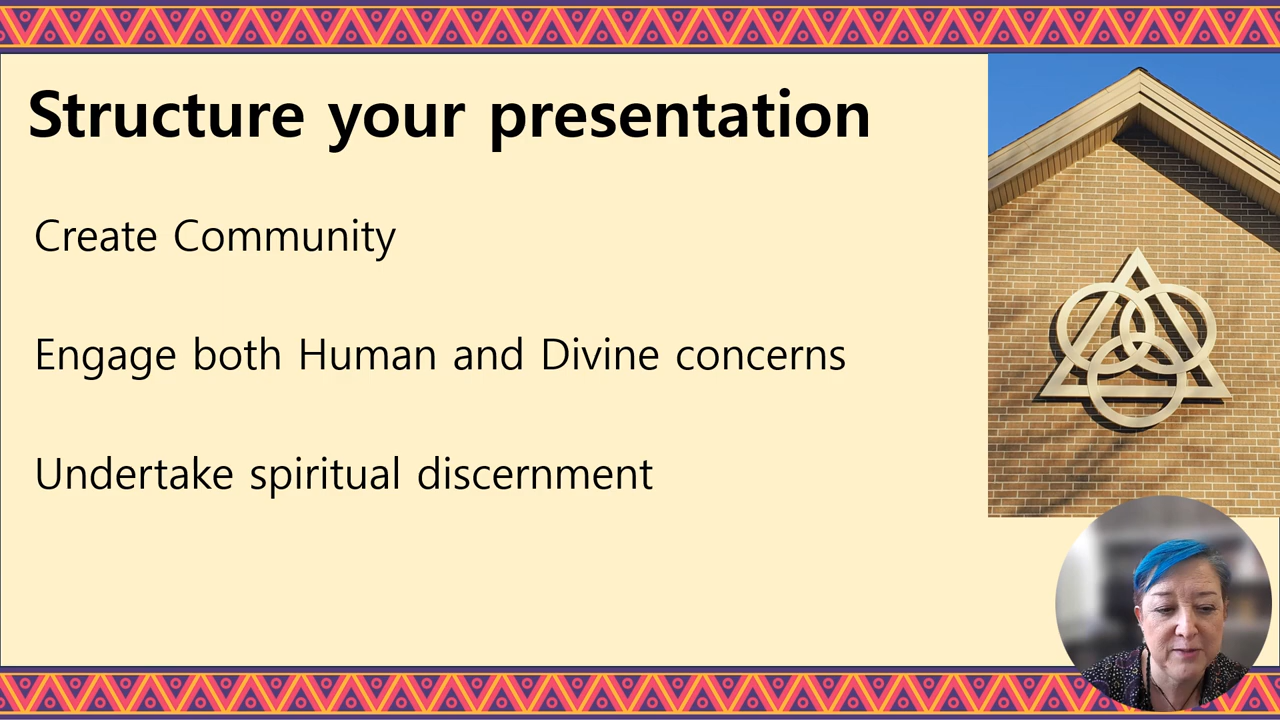 Structure your presentation
Create Community
Engage both Human and Divine concerns
Undertake spiritual discernment